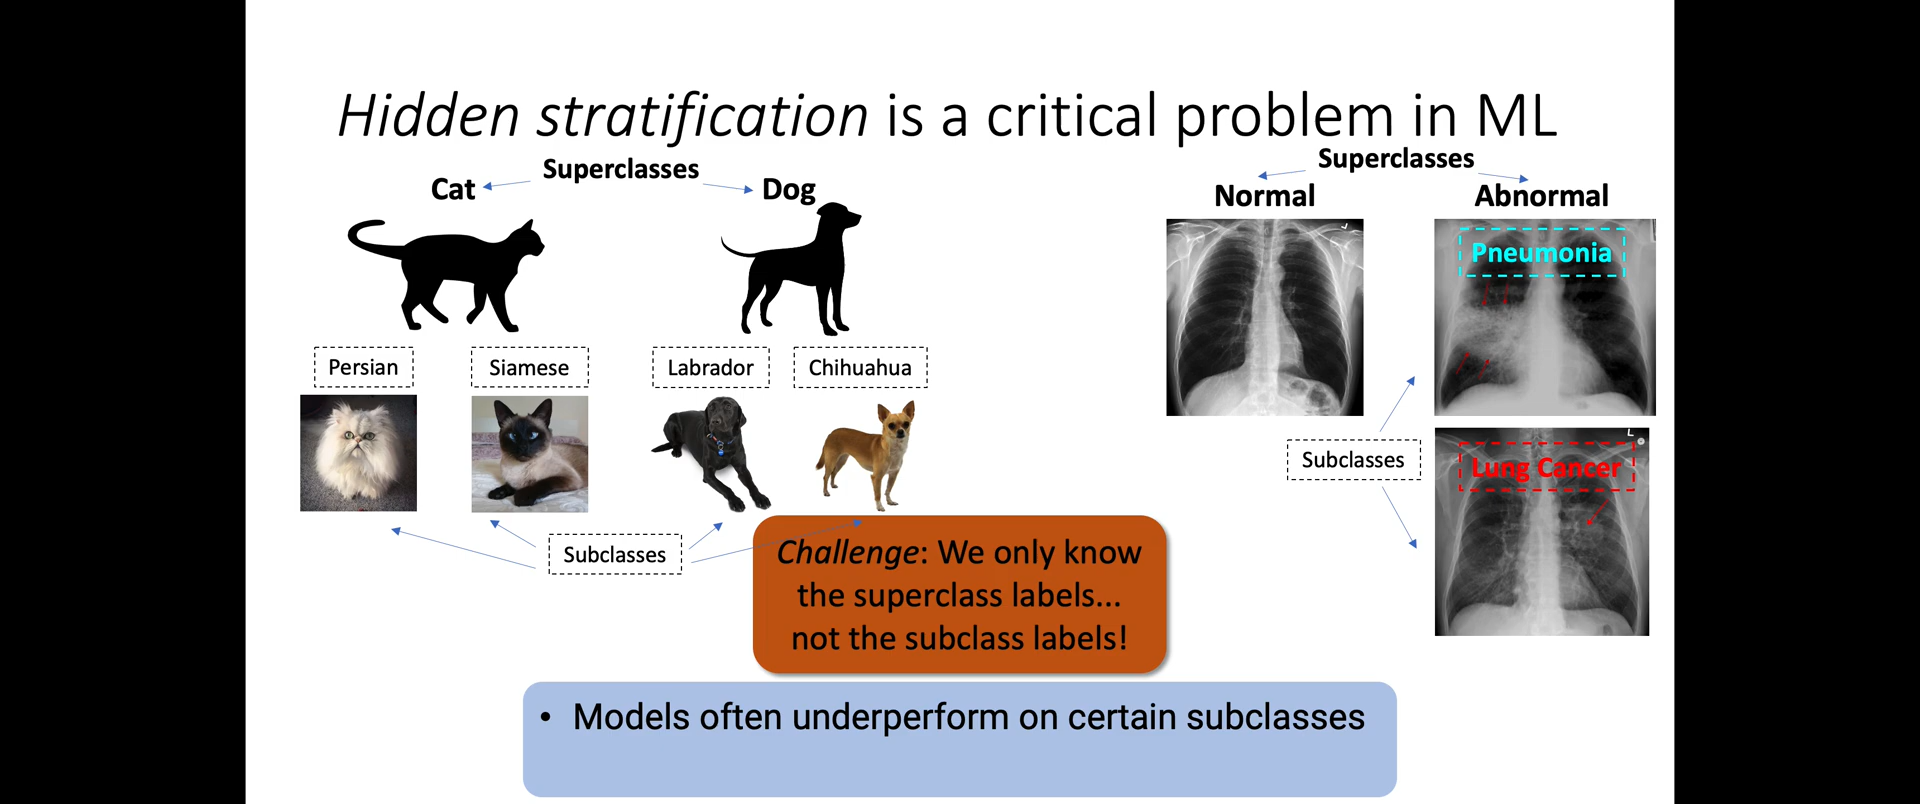 Hidden stratification is a critical problem in ML
Superclasses
Cat
Dog
Persian
Siamese
Labrador
Chihuahua
Subclasses
Superclasses
Normal
Abnormal
Pneumonia
Subclasses
Lung Cancer
L
Challenge: We only know
the superclass labels...
not the subclass labels!
• Models often underperform on certain subclasses